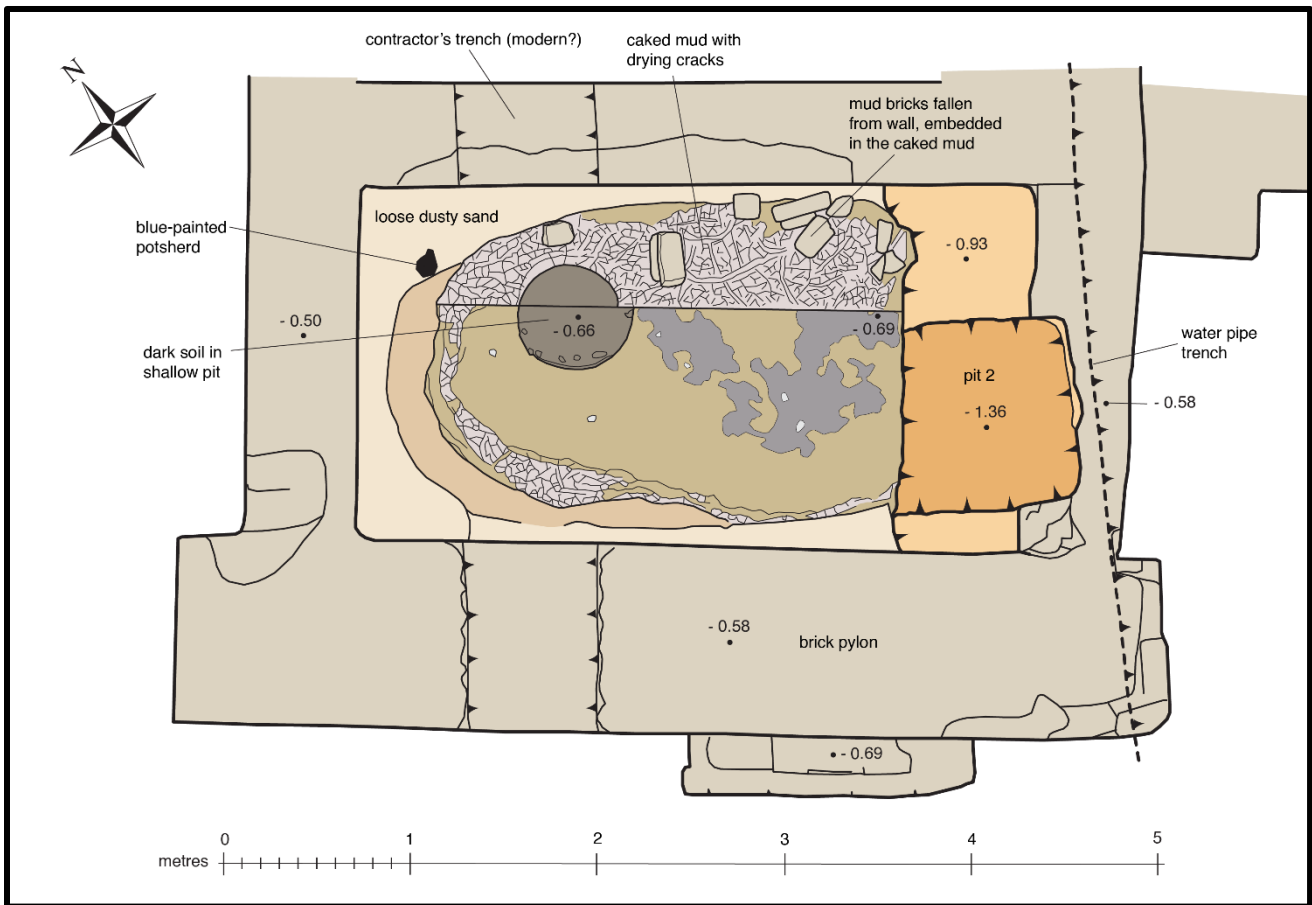 contractor's trench (modern?)
caked mud with
drying cracks
N
mud bricks fallen
from wall, embedded
in the caked mud
blue-painted
potsherd
loose dusty sand
- 0.93
- 0.50
- 0.66
- 0.69
water pipe
trench
dark soil in
shallow pit
pit 2
- 1.36
- 0.58
- 0.58
brick pylon
- 0.69
metres
0
1
2
3
4
5